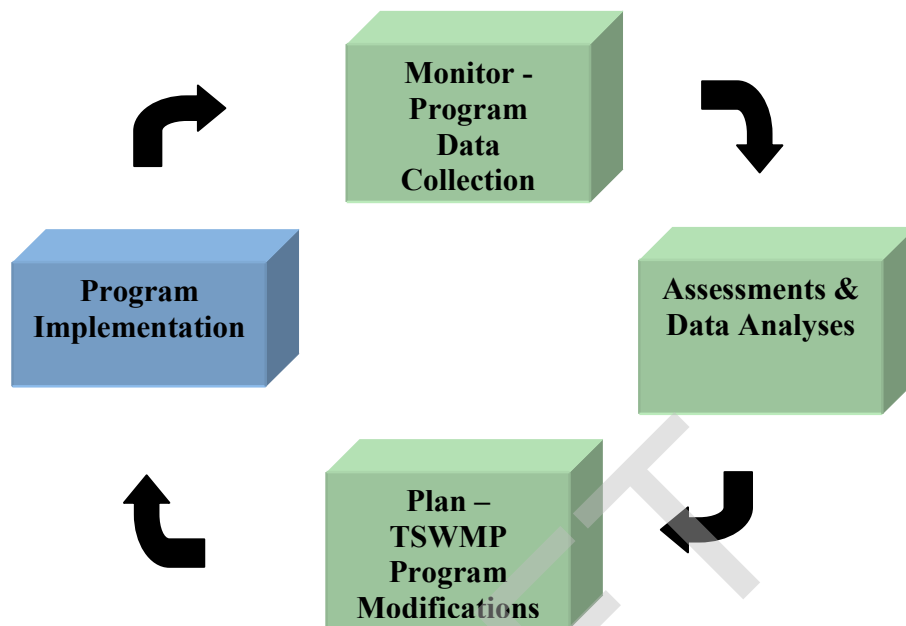 Monitor -
Program
Data
Collection
Program
Implementation
Assessments &
Data Analyses
Plan –
TSWMP
Program
Modifications